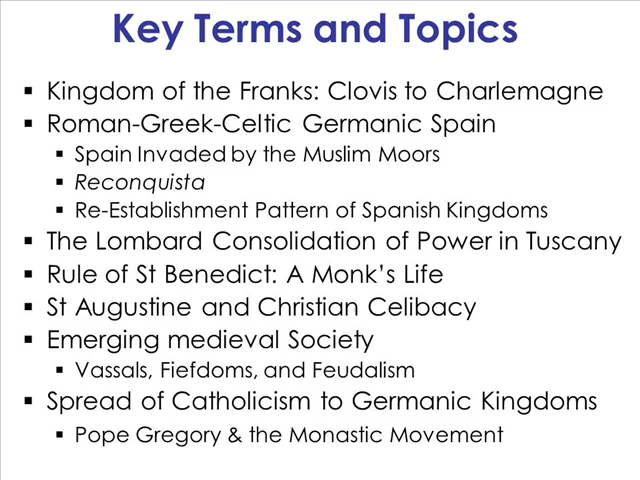 Key Terms and Topics
▪ Kingdom of the Franks: Clovis to Charlemagne
▪ Roman-Greek-Celtic Germanic Spain
▪ Spain Invaded by the Muslim Moors
▪ Reconquista
▪ Re-Establishment Pattern of Spanish Kingdoms
▪ The Lombard Consolidation of Power in Tuscany
▪ Rule of St Benedict: A Monk's Life
▪ St Augustine and Christian Celibacy
▪ Emerging medieval Society
▪ Vassals, Fiefdoms, and Feudalism
▪ Spread of Catholicism to Germanic Kingdoms
▪ Pope Gregory & the Monastic Movement